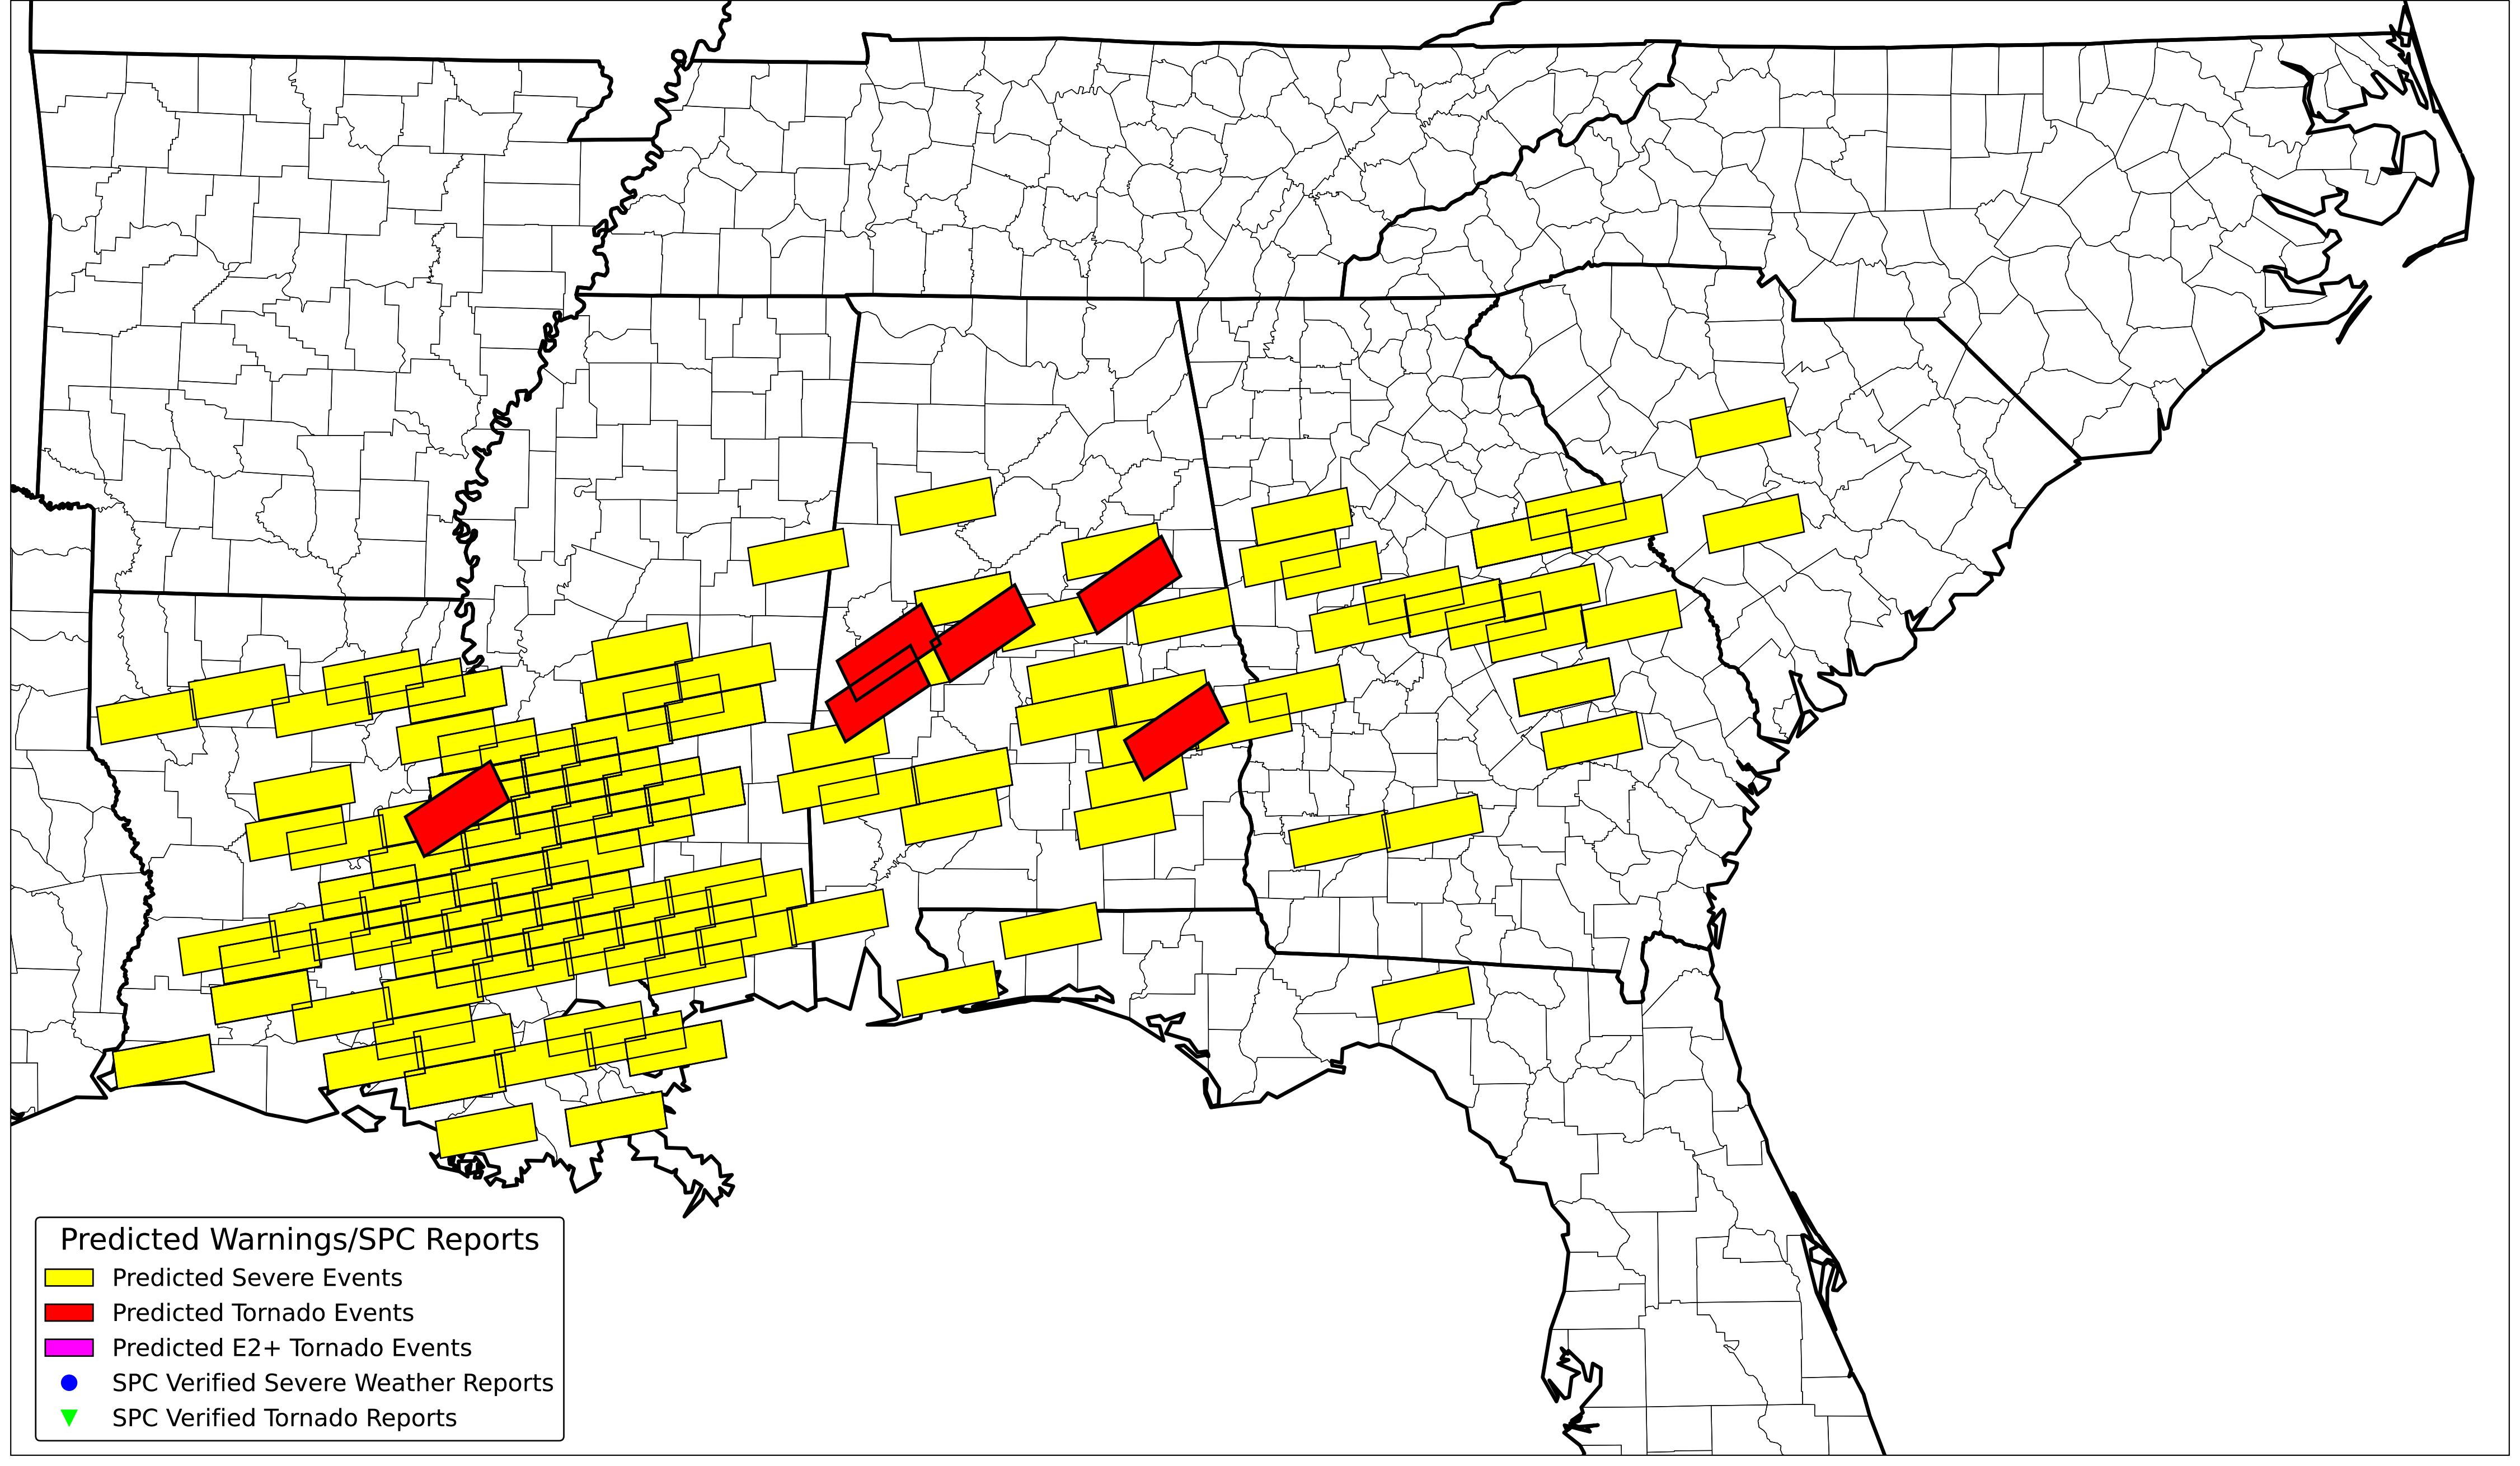 Predicted Warnings/SPC Reports
Predicted Severe Events
Predicted Tornado Events
Predicted E2+ Tornado Events
SPC Verified Severe Weather Reports
SPC Verified Tornado Reports